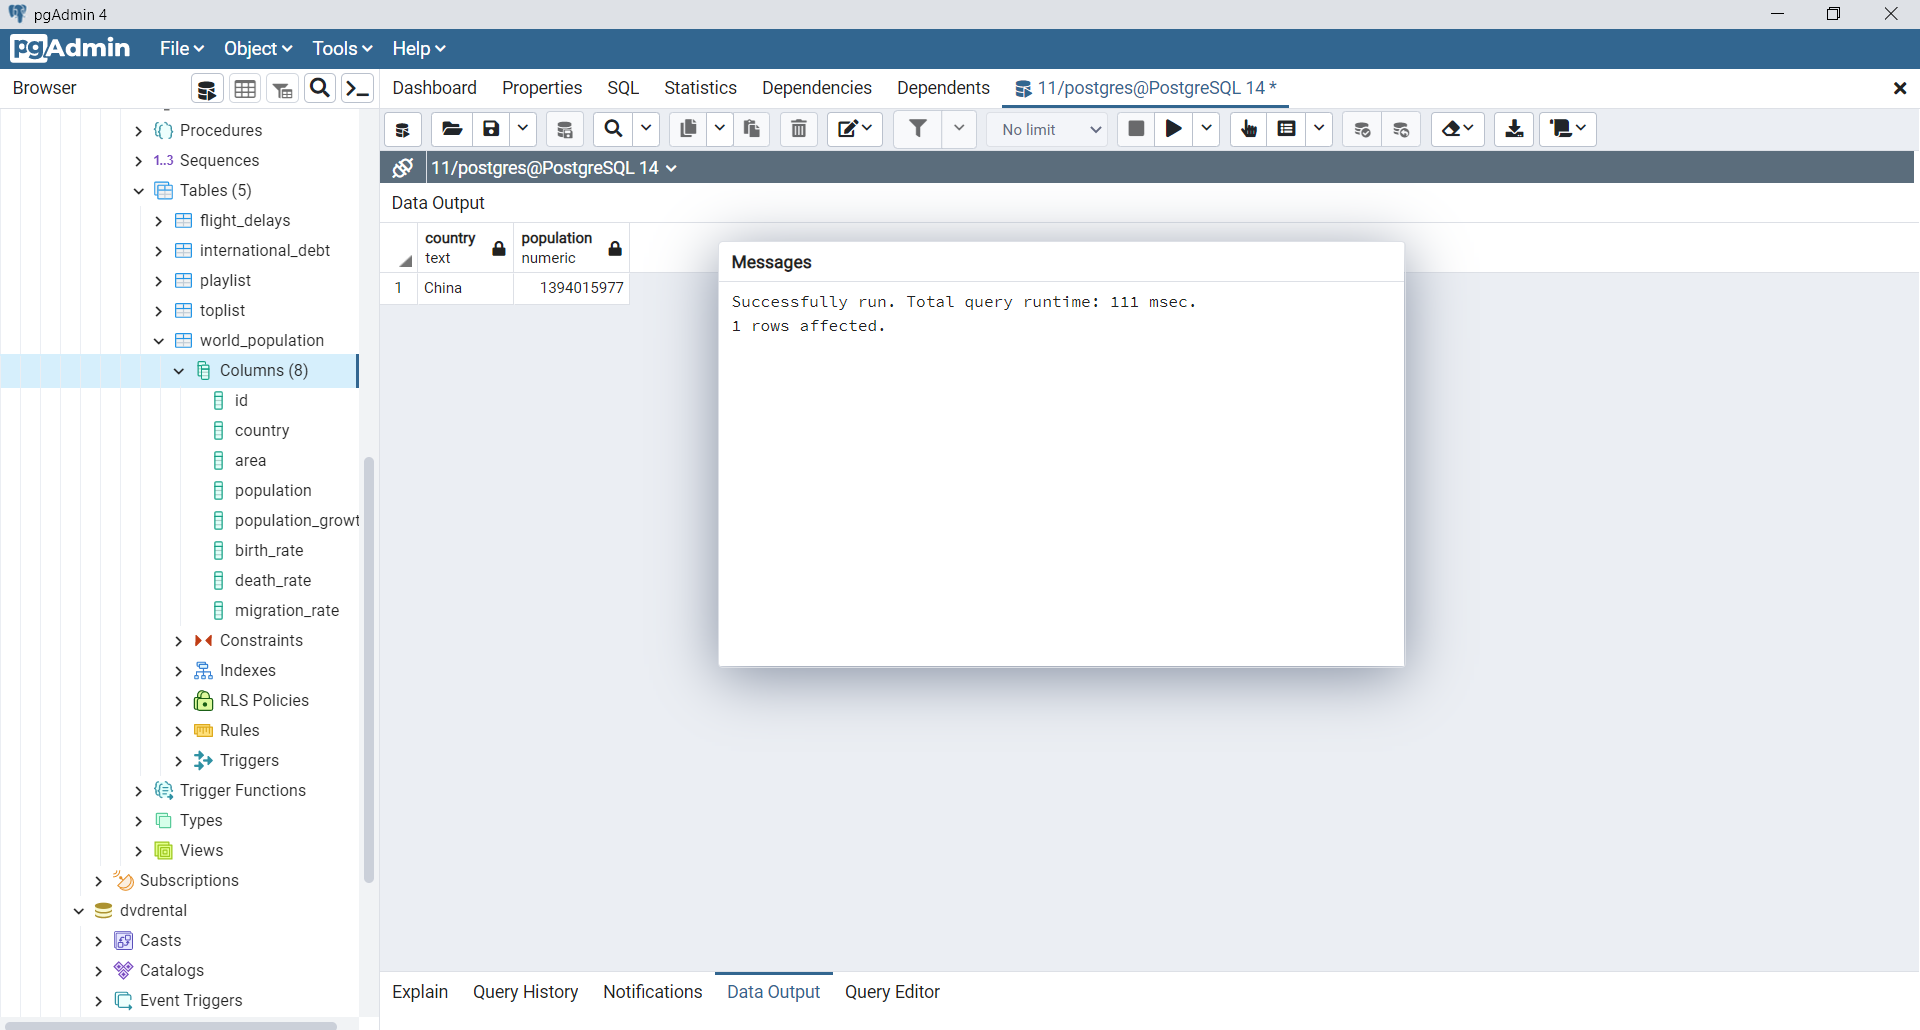 pgAdmin 4
pgAdmin File Object Tools Help
Browser
Dashboard Properties SQL Statistics Dependencies Dependents 11/postgres@PostgreSQL 14 *
No limit
11/postgres@PostgreSQL 14
Procedures
1..3 Sequences
Tables (5)
flight_delays
international_debt
playlist
toplist
world_population
Columns (8)
id
country
area
population
population_growt
birth_rate
death_rate
migration_rate
Constraints
Indexes
RLS Policies
Rules
Triggers
Trigger Functions
Types
Views
Subscriptions
dvdrental
Casts
Catalogs
Event Triggers
Data Output
country
text
population
numeric
1 China 1394015977
Messages
Successfully run. Total query runtime: 111 msec.
1 rows affected.
Explain Query History Notifications Data Output Query Editor